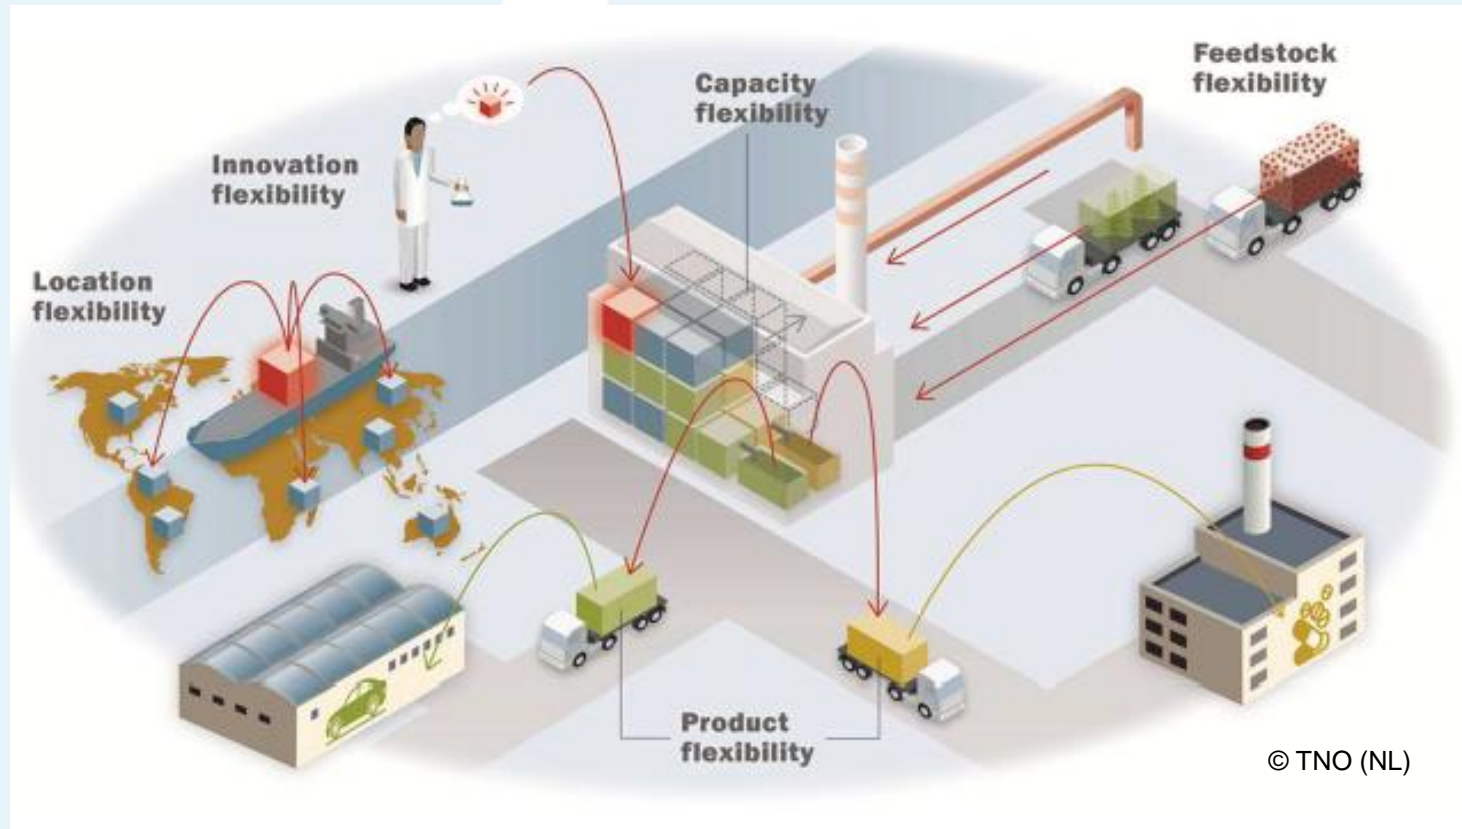 Feedstock
flexibility
Capacity
flexibility
Innovation
flexibility
Location
flexibility
Product
flexibility
© TNO (NL)